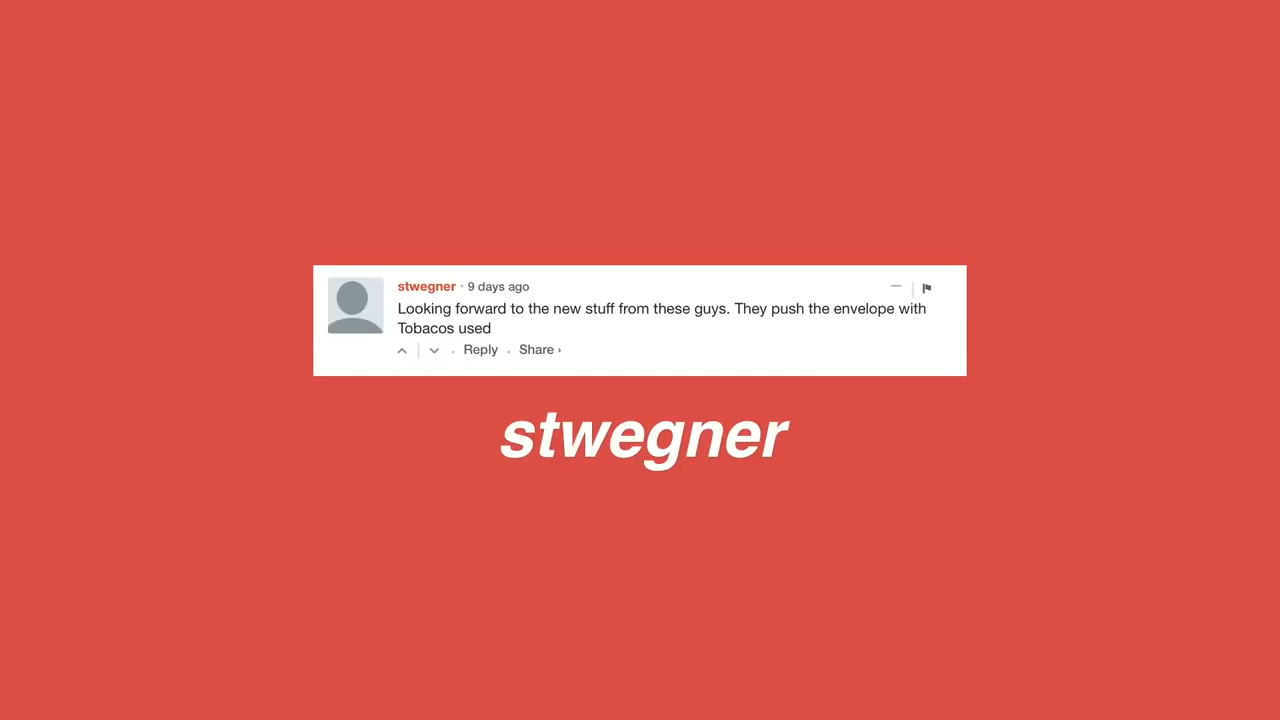 stwegner · 9 days ago
Looking forward to the new stuff from these guys. They push the envelope with
Tobacos used
Reply · Share ›
stwegner